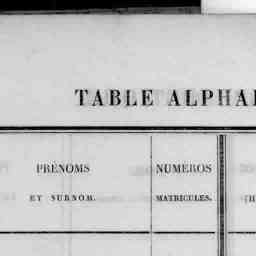 TABLE ALPHA
PRÉNOMS
ET SURNOM.
NUMÉROS
MATRICULES.